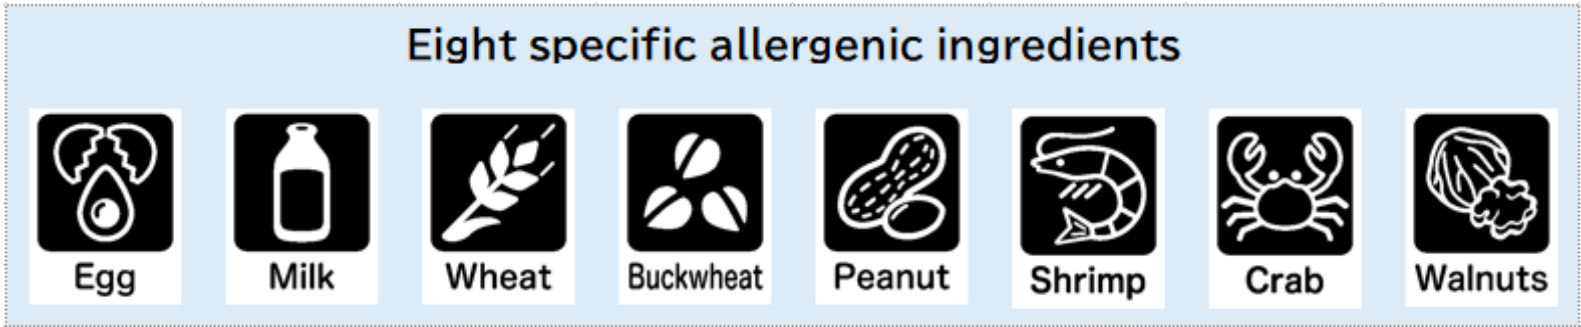 Eight specific allergenic ingredients
Egg
Milk
Wheat
Buckwheat
Peanut
Shrimp
Crab
Walnuts